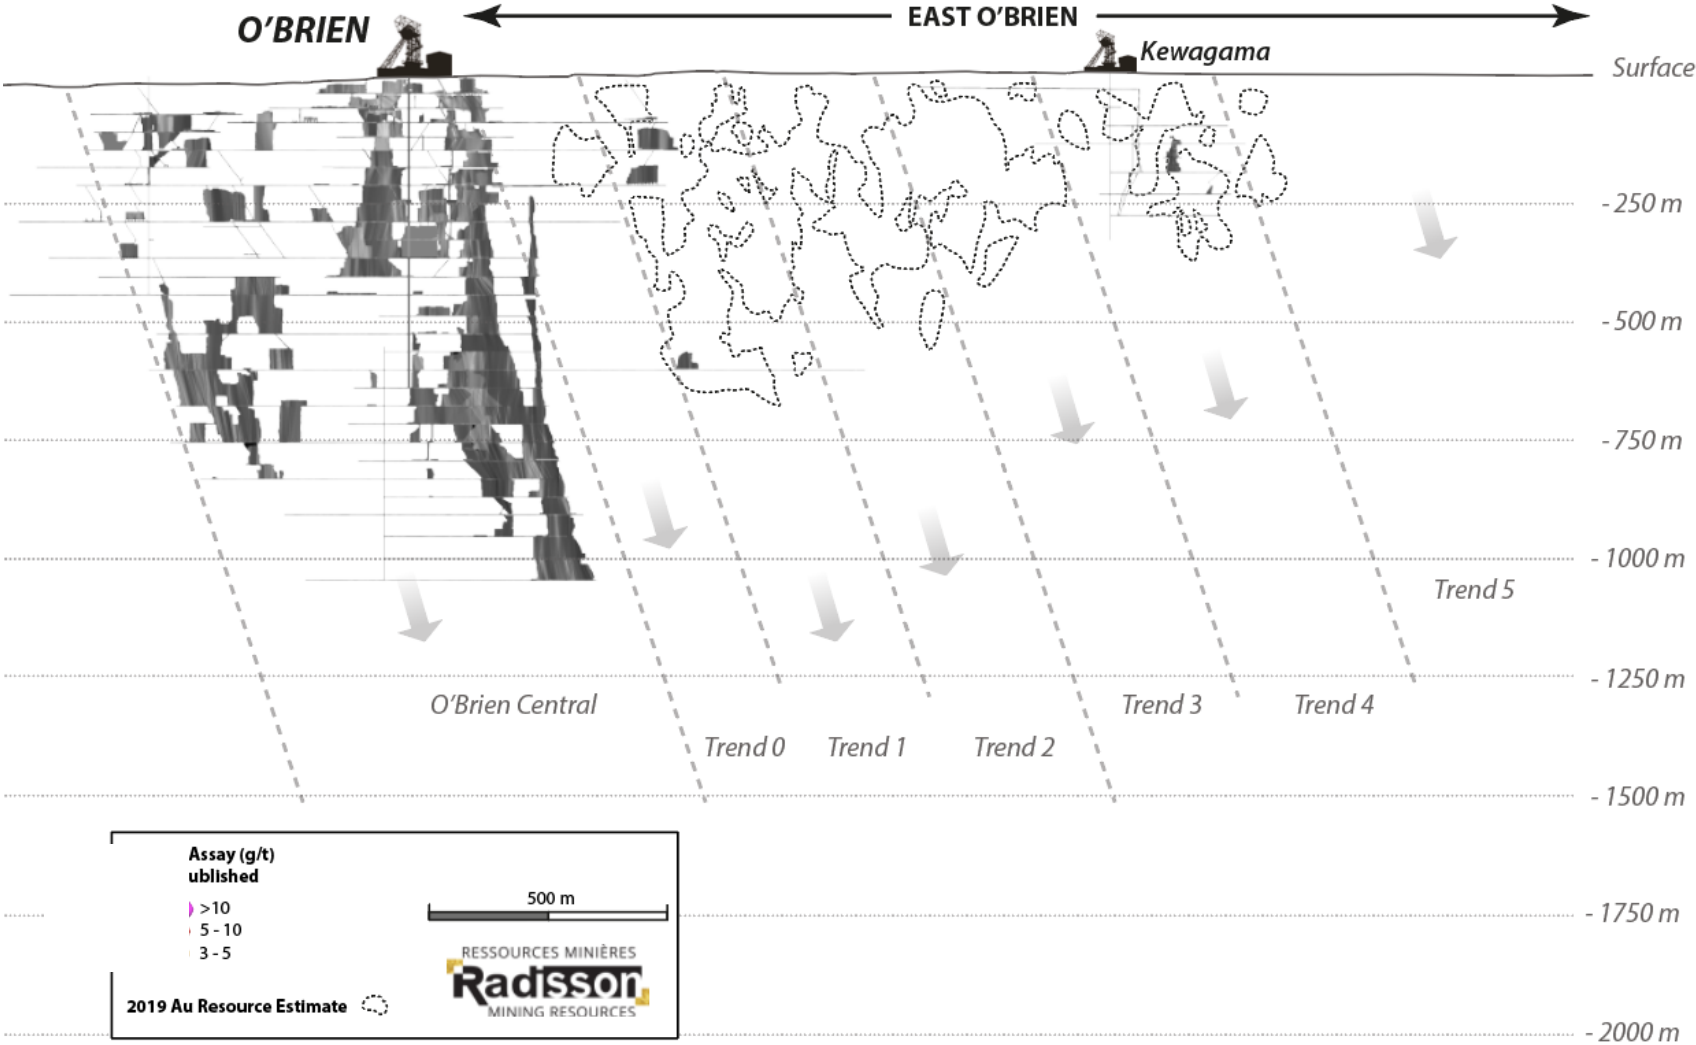 EAST O'BRIEN
O'BRIEN
Kewagama
Surface
- 250 m
- 500 m
- 750 m
- 1000 m
Trend 5
- 1250 m
O'Brien Central
Trend 3
Trend 4
Trend 0
Trend 1
Trend 2
- 1500 m
Assay (g/t)
ublished
>10
5 - 10
3 - 5
2019 Au Resource Estimate
500 m
RESSOURCES MINIÈRES
Radisson
MINING RESOURCES
- 1750 m
- 2000 m